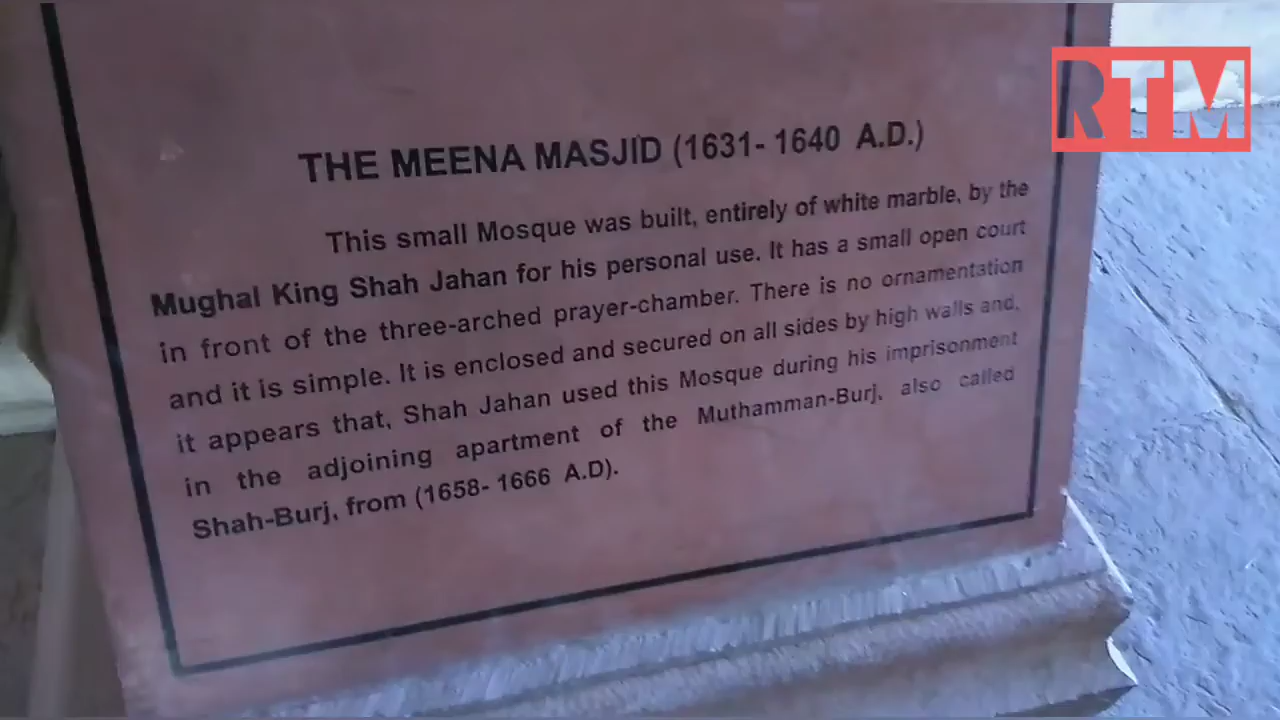 RTM
THE MEENA MASJID (1631- 1640 A.D.)
This small Mosque was built, entirely of white marble, by the
Mughal King Shah Jahan for his personal use. It has a small open court
in front of the three-arched prayer-chamber. There is no ornamentation
and it is simple. It is enclosed and secured on all sides by high walls and,
it appears that, Shah Jahan used this Mosque during his imprisonment
in the adjoining apartment of the Muthamman-Burj, also called
Shah-Burj, from (1658- 1666 A.D).